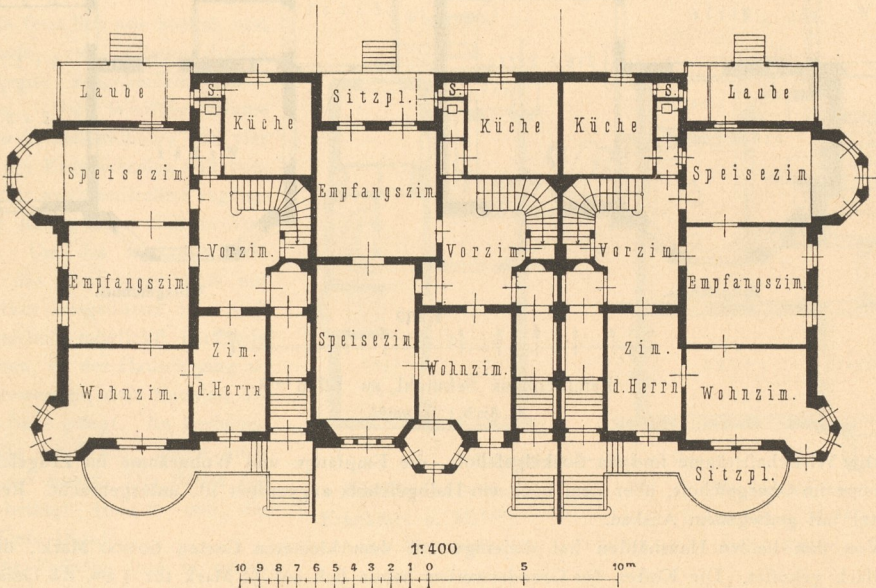 Laube
S.
Küche
Sitzpl.
S.
Küche
Küche
S.
Laube
Speisezim.
Empfangszim.
Speisezim.
Vorzim.
Vorzim.
Vorzim.
Empfangszim.
Empfangszim.
Speisezim.
Zim.
d.Herrn
Wohnzim.
Wohnzim.
Zim.
d.Herrn
Wohnzim.
Sitzpl.
1:400
10 9 8 7 6 5 4 3 2 1 0 5 10m